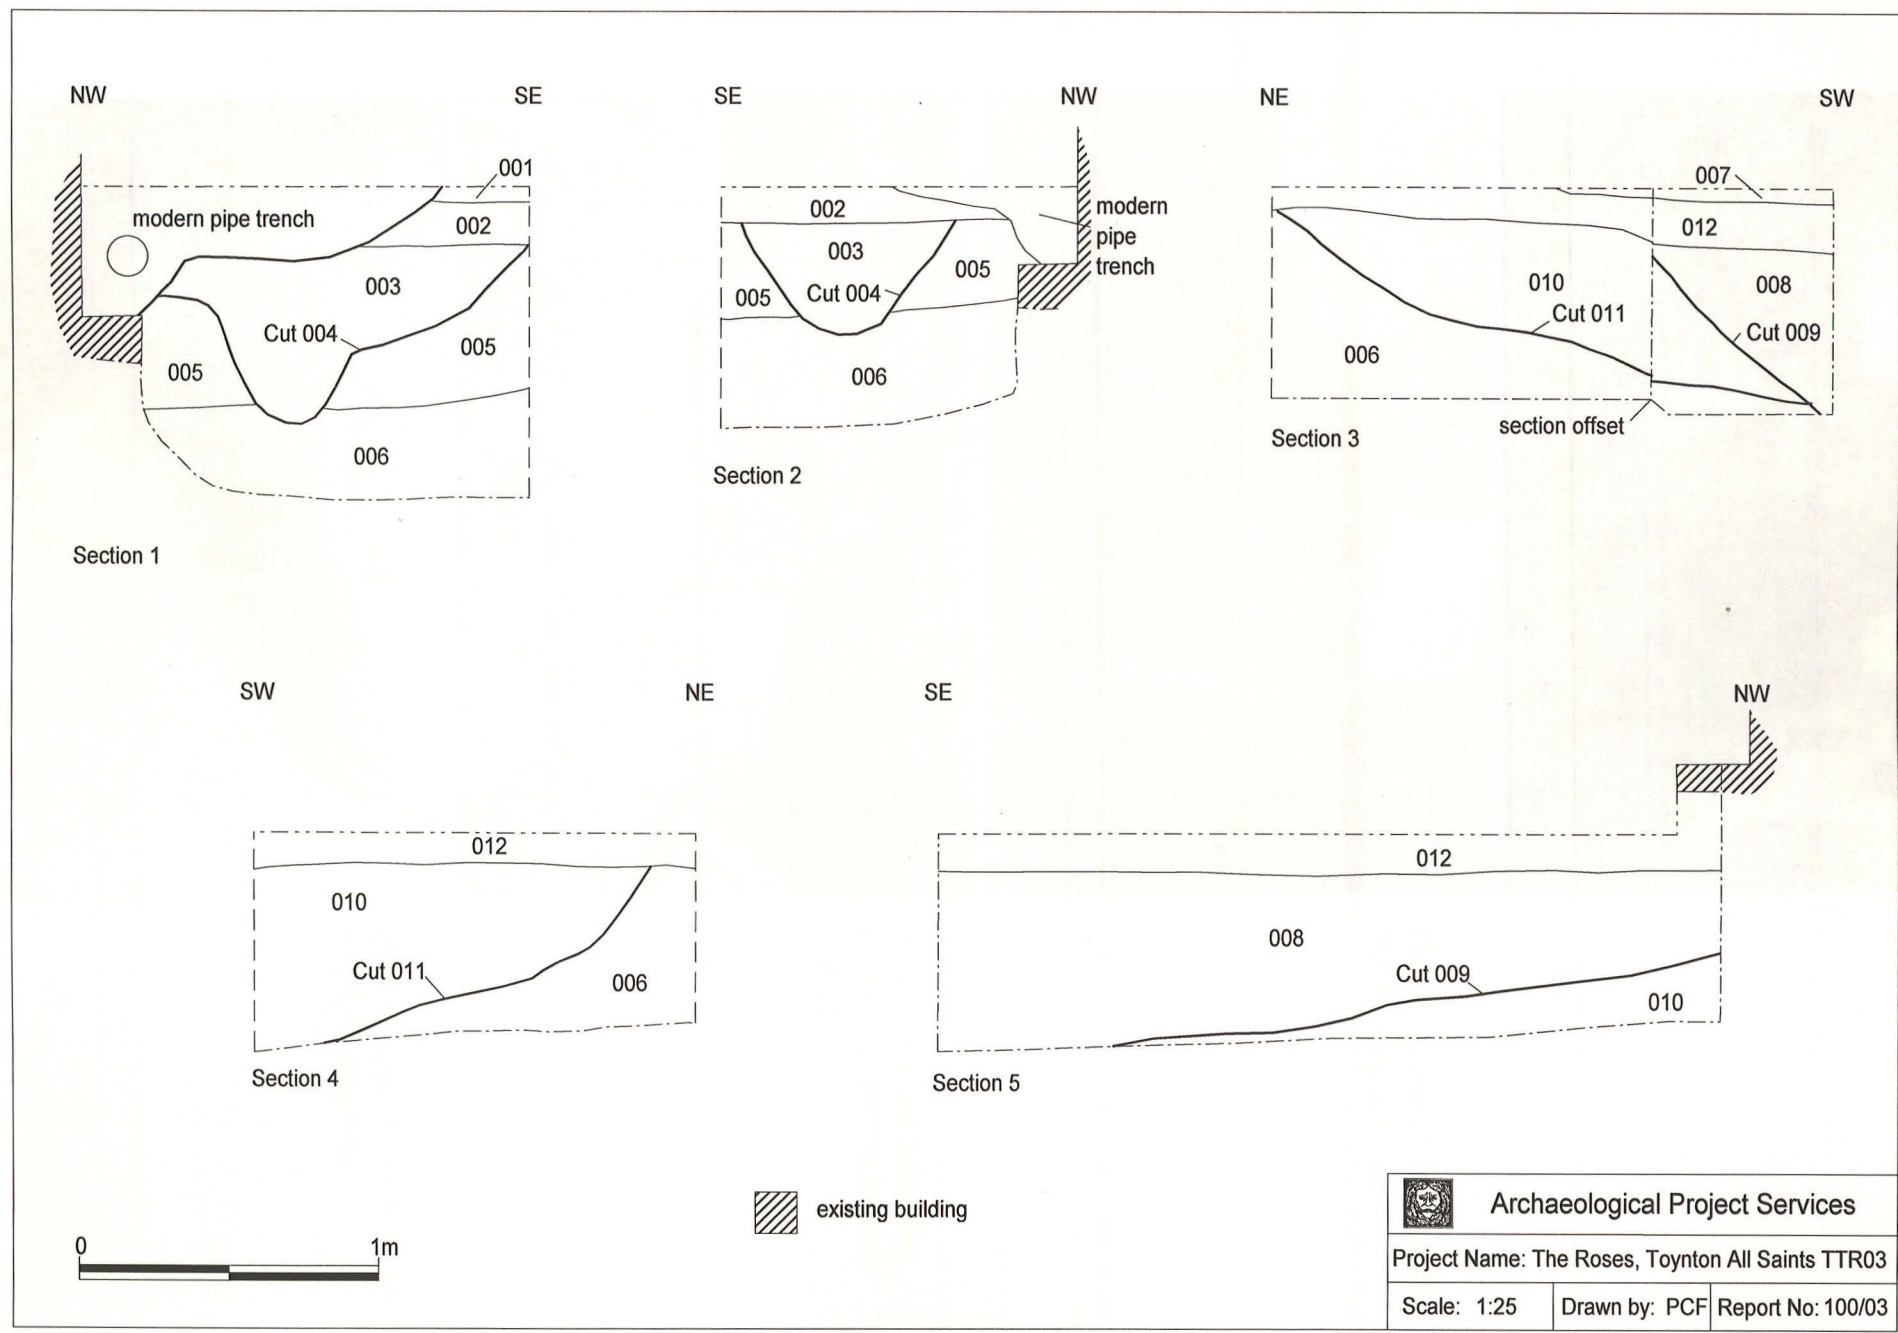 NW
SE
001
modern pipe trench
002
003
Cut 004
005
005
006
Section 1
SE
NW
002
003
modern
pipe
trench
005
005
Cut 004
006
Section 2
NE
SW
007
012
010
008
Cut 011
Cut 009
006
section offset
Section 3
SW
NE
012
010
Cut 011
006
Section 4
SE
NW
012
008
Cut 009
010
Section 5
existing building
0
1m
Archaeological Project Services
Project Name: The Roses, Toynton All Saints TTR03
Scale: 1:25
Drawn by: PCF
Report No: 100/03